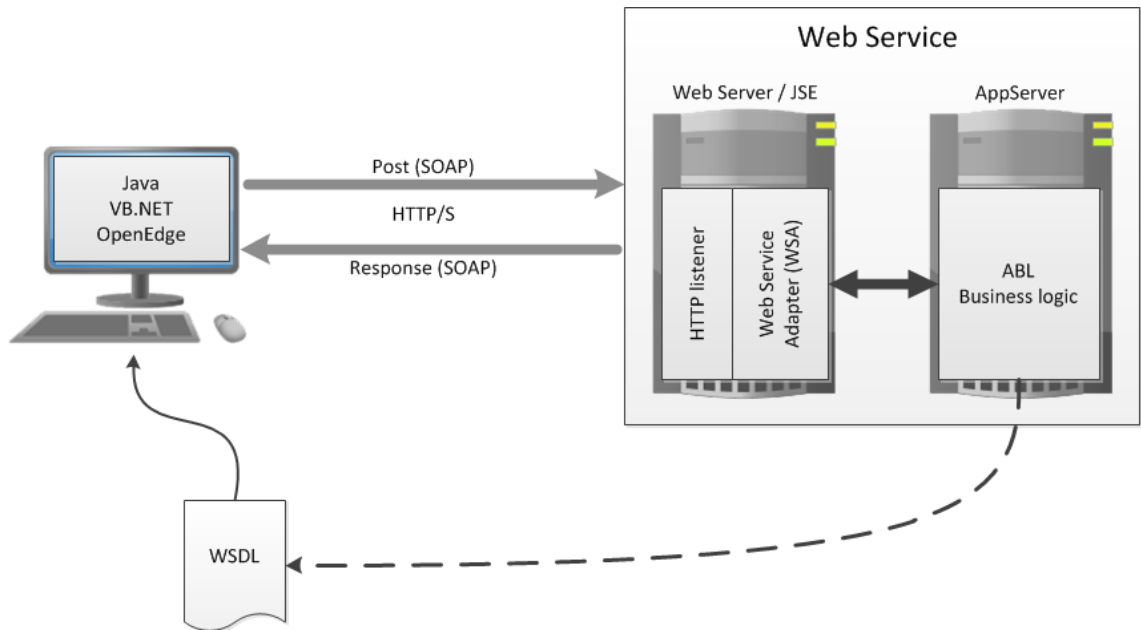 Web Service
Web Server / JSE
AppServer
Java
VB.NET
OpenEdge
Post (SOAP)
HTTP/S
Response (SOAP)
HTTP listener
Web Service
Adapter (WSA)
ABL
Business logic
WSDL